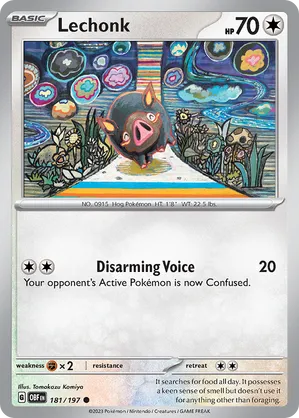 BASIC
Lechonk
HP 70
NO. 0915 Hog Pokémon HT: 1'8" WT: 22.5 lbs.
Disarming Voice 20
Your opponent's Active Pokémon is now Confused.
weakness ×2 resistance retreat
Illus. Tomokazu Komiya
G OBF EN 181/197
It searches for food all day. It possesses a
keen sense of smell but doesn't use it for
anything other than foraging.
©2023 Pokémon / Nintendo / Creatures / GAME FREAK